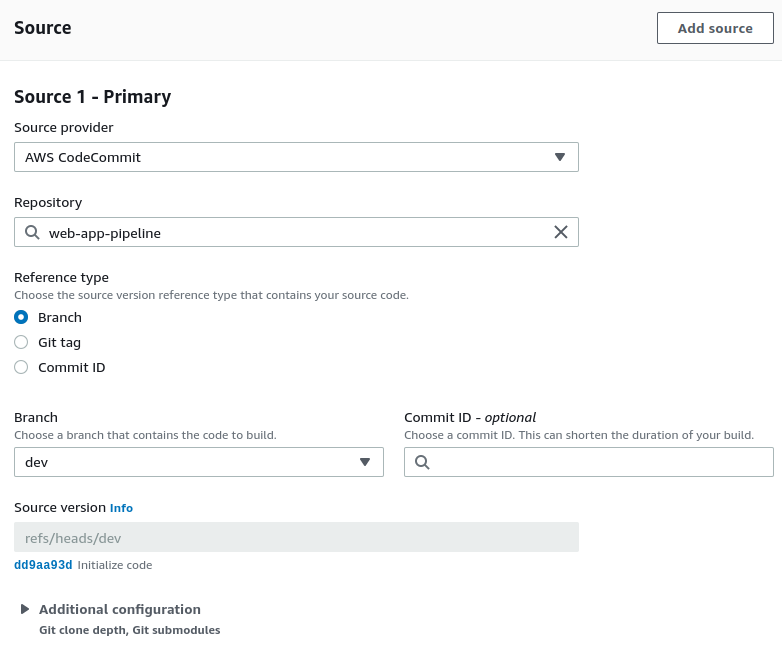 Source
Add source
Source 1 - Primary
Source provider
AWS CodeCommit
Repository
web-app-pipeline
Reference type
Choose the source version reference type that contains your source code.
Branch
Git tag
Commit ID
Branch
Choose a branch that contains the code to build.
dev
Commit ID - optional
Choose a commit ID. This can shorten the duration of your build.
Source version Info
refs/heads/dev
dd9aa93d Initialize code
Additional configuration
Git clone depth, Git submodules